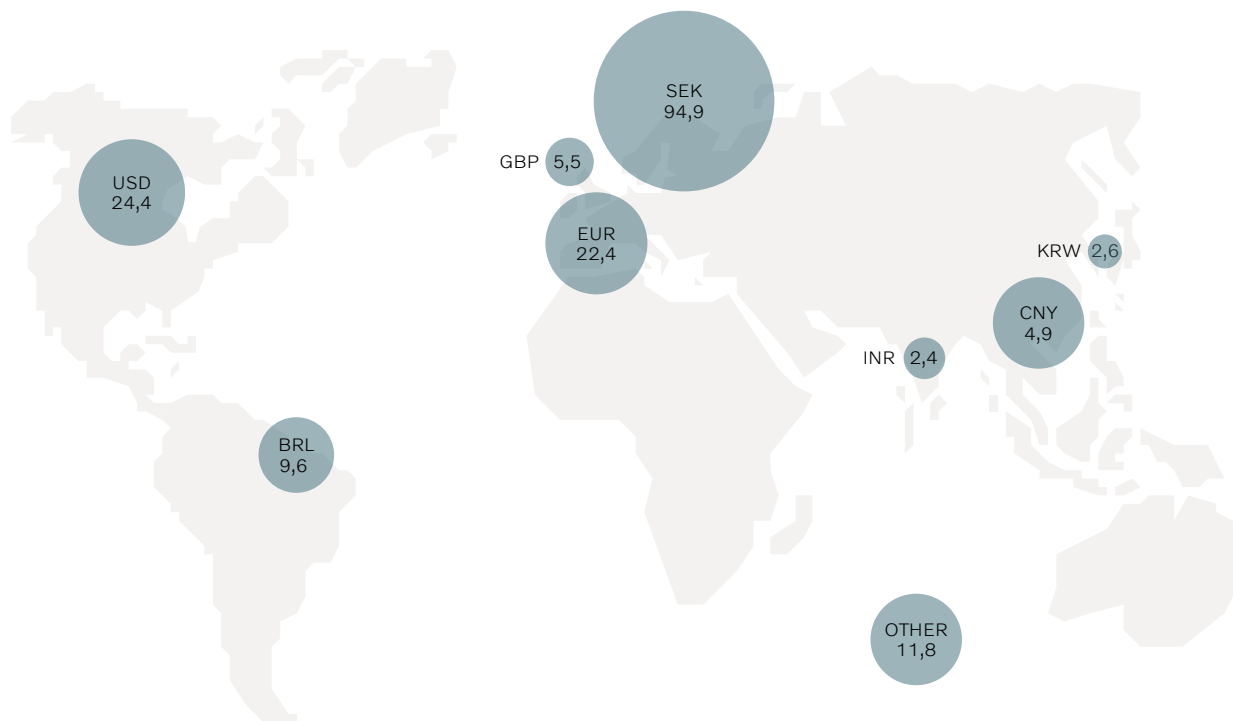 SEK
94,9
GBP 5,5
USD
24,4
EUR
22,4
KRW 2,6
CNY
4,9
INR 2,4
BRL
9,6
OTHER
11,8